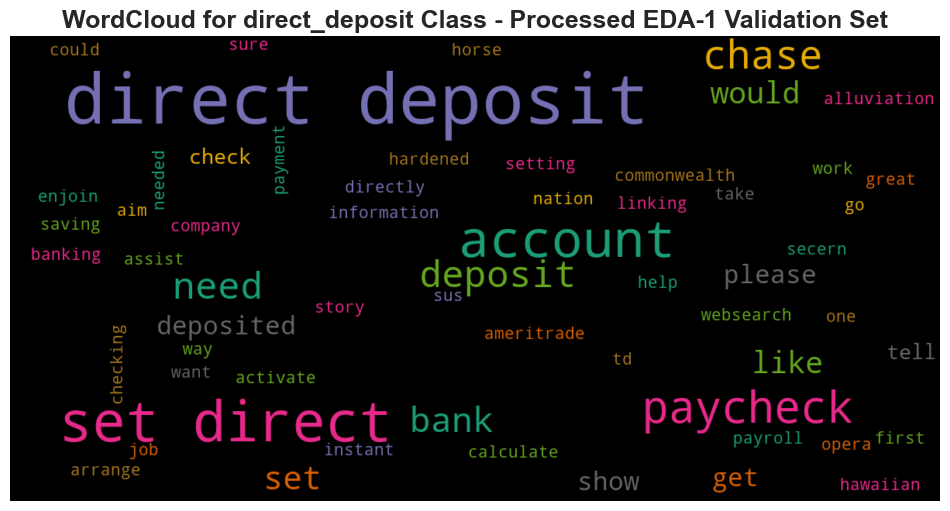 WordCloud for direct_deposit Class - Processed EDA-1 Validation Set
could
sure
horse
chase
direct deposit
would
alluviation
check
payment
needed
hardened
setting
commonwealth
work
great
directly
take
enjoin
aim
information
nation
linking
go
saving
company
account
banking
assist
secern
deposit
please
need
sus
help
story
deposited
websearch
one
ameritrade
way
td
tell
checking
want
activate
like
set direct
bank
paycheck
payroll
opera
first
job
instant
calculate
arrange
set
show
get
hawaiian